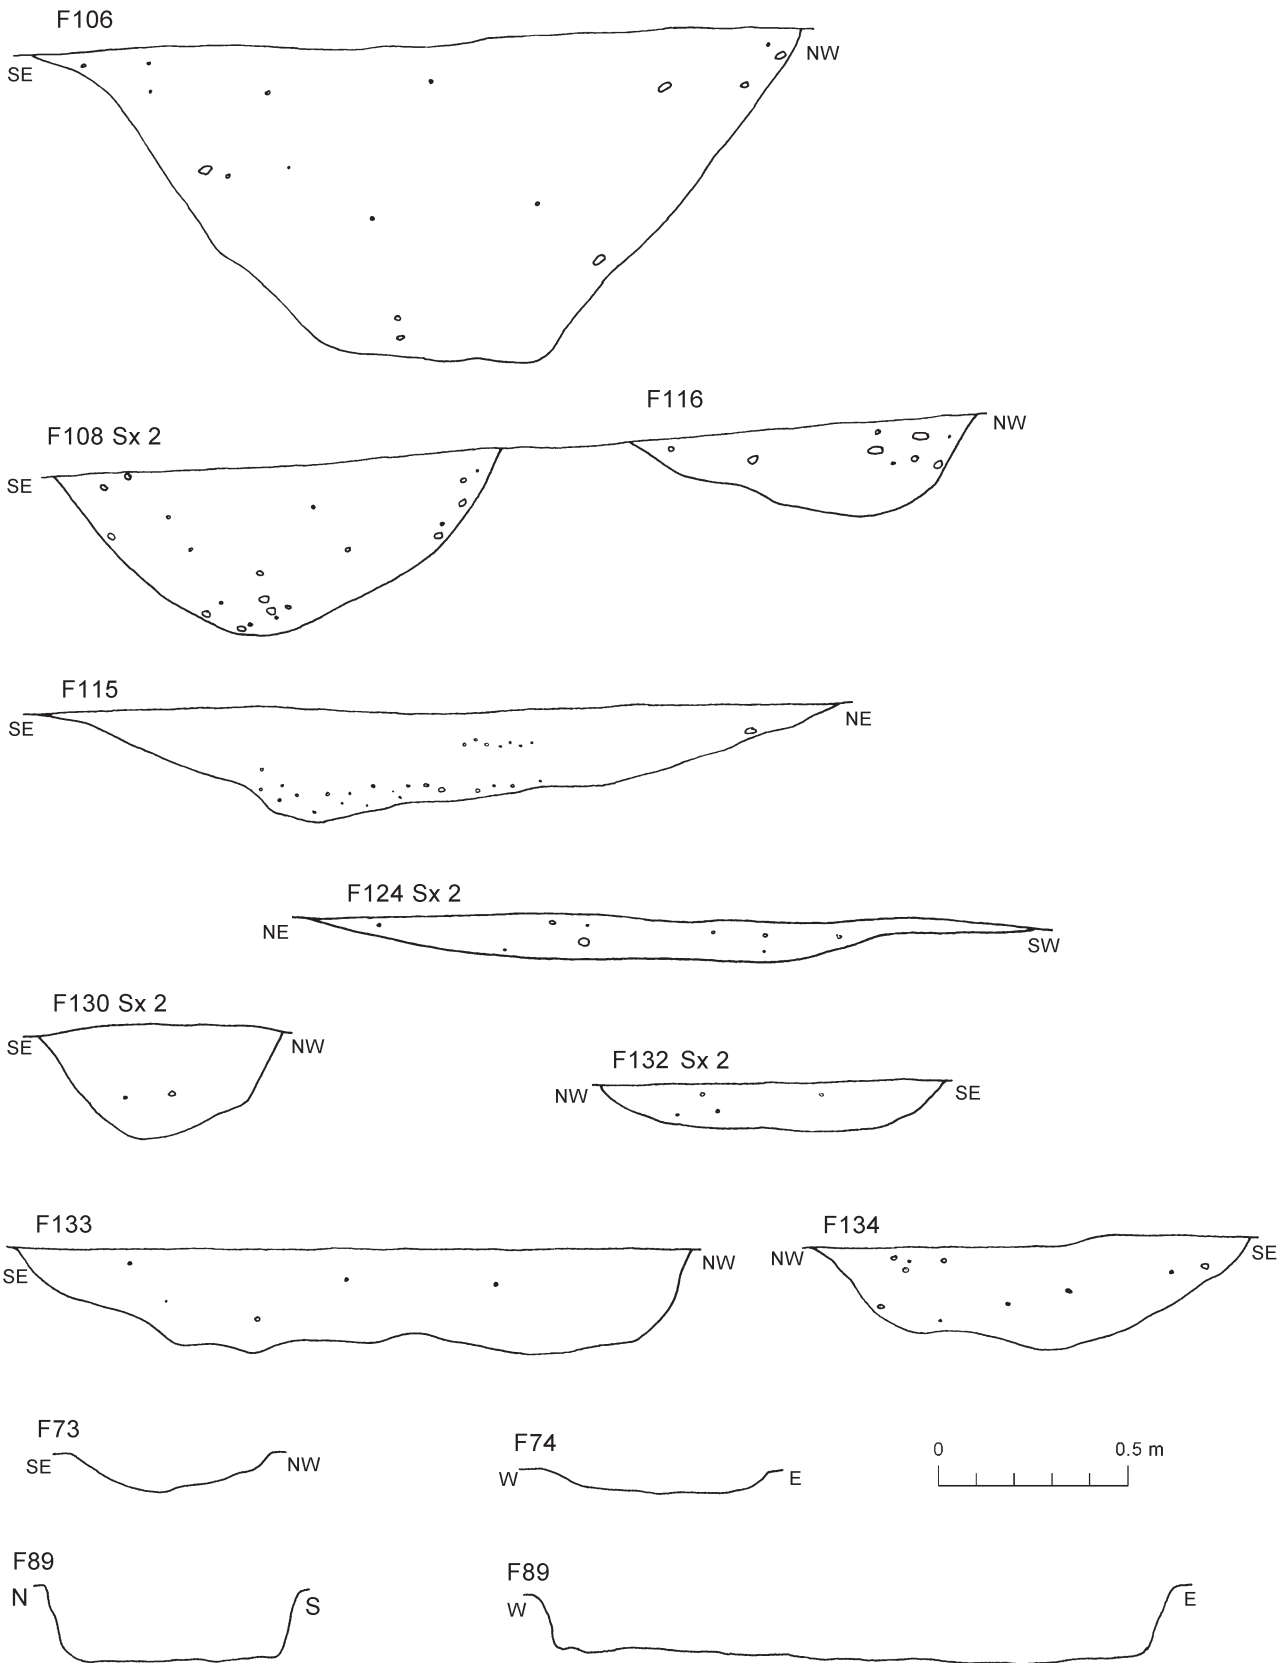 F106
SE NW
F116
NW
F108 Sx 2
SE
F115
SE NE
F124 Sx 2
NE SW
F130 Sx 2
SE NW
F132 Sx 2
NW SE
F133
SE NW
F134
NW SE
F73
SE NW
F74
W E
0 0.5 m
F89
N S
F89
W E